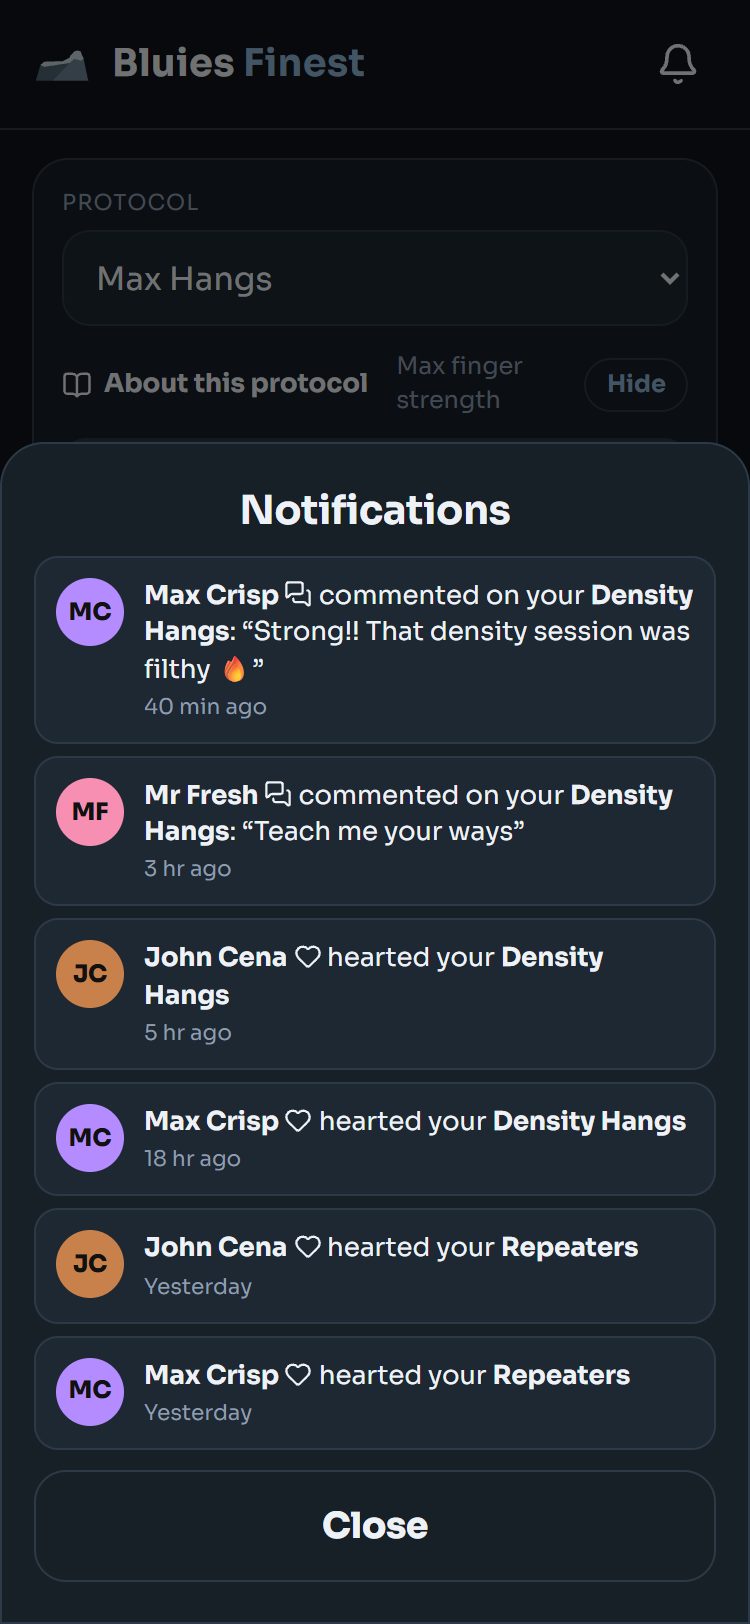 Bluies Finest
PROTOCOL
Max Hangs
About this protocol
Max finger
strength
Hide
Notifications
MC
Max Crisp commented on your Density
Hangs: “Strong!! That density session was
filthy 🔥”
40 min ago
MF
Mr Fresh commented on your Density
Hangs: “Teach me your ways”
3 hr ago
JC
John Cena hearted your Density
Hangs
5 hr ago
MC
Max Crisp hearted your Density Hangs
18 hr ago
JC
John Cena hearted your Repeaters
Yesterday
MC
Max Crisp hearted your Repeaters
Yesterday
Close